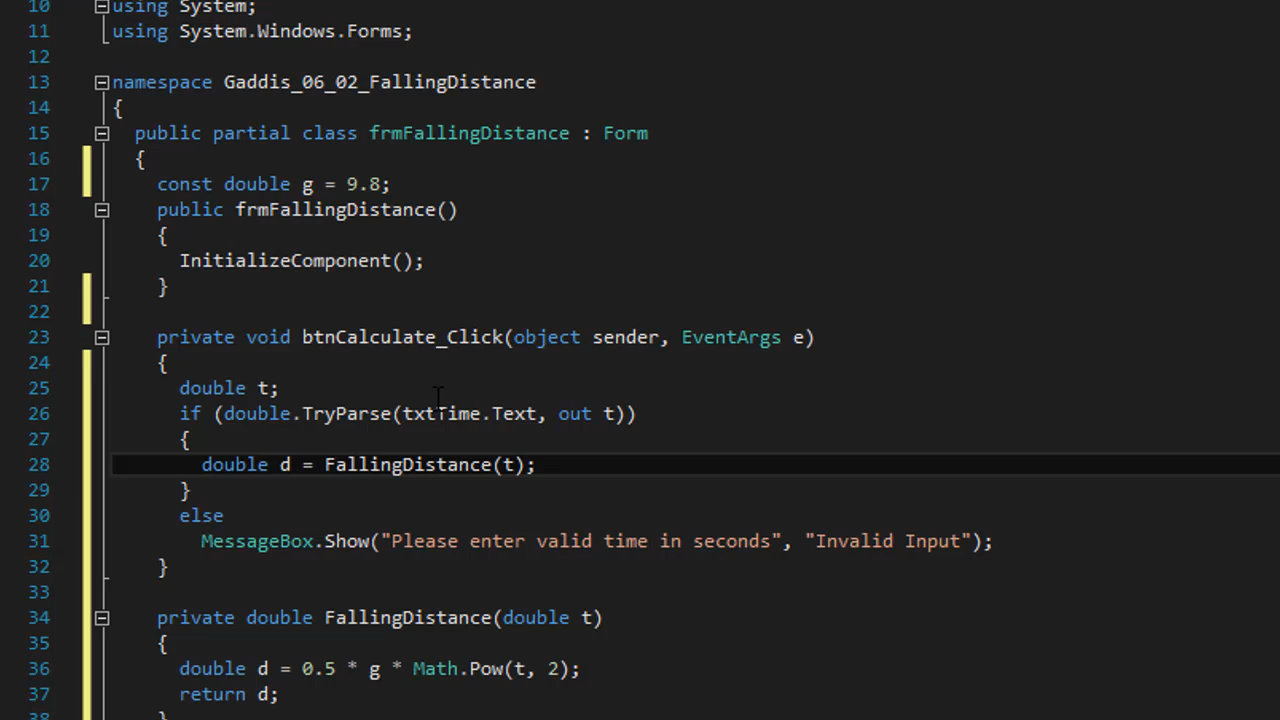 10 using System;
11 using System.Windows.Forms;
12
13 namespace Gaddis_06_02_FallingDistance
14 {
15 public partial class frmFallingDistance : Form
16 {
17 const double g = 9.8;
18 public frmFallingDistance()
19 {
20 InitializeComponent();
21 }
22
23 private void btnCalculate_Click(object sender, EventArgs e)
24 {
25 double t;
26 if (double.TryParse(txtTime.Text, out t))
27 {
28 double d = FallingDistance(t);
29 }
30 else
31 MessageBox.Show("Please enter valid time in seconds", "Invalid Input");
32 }
33
34 private double FallingDistance(double t)
35 {
36 double d = 0.5 * g * Math.Pow(t, 2);
37 return d;
38 }